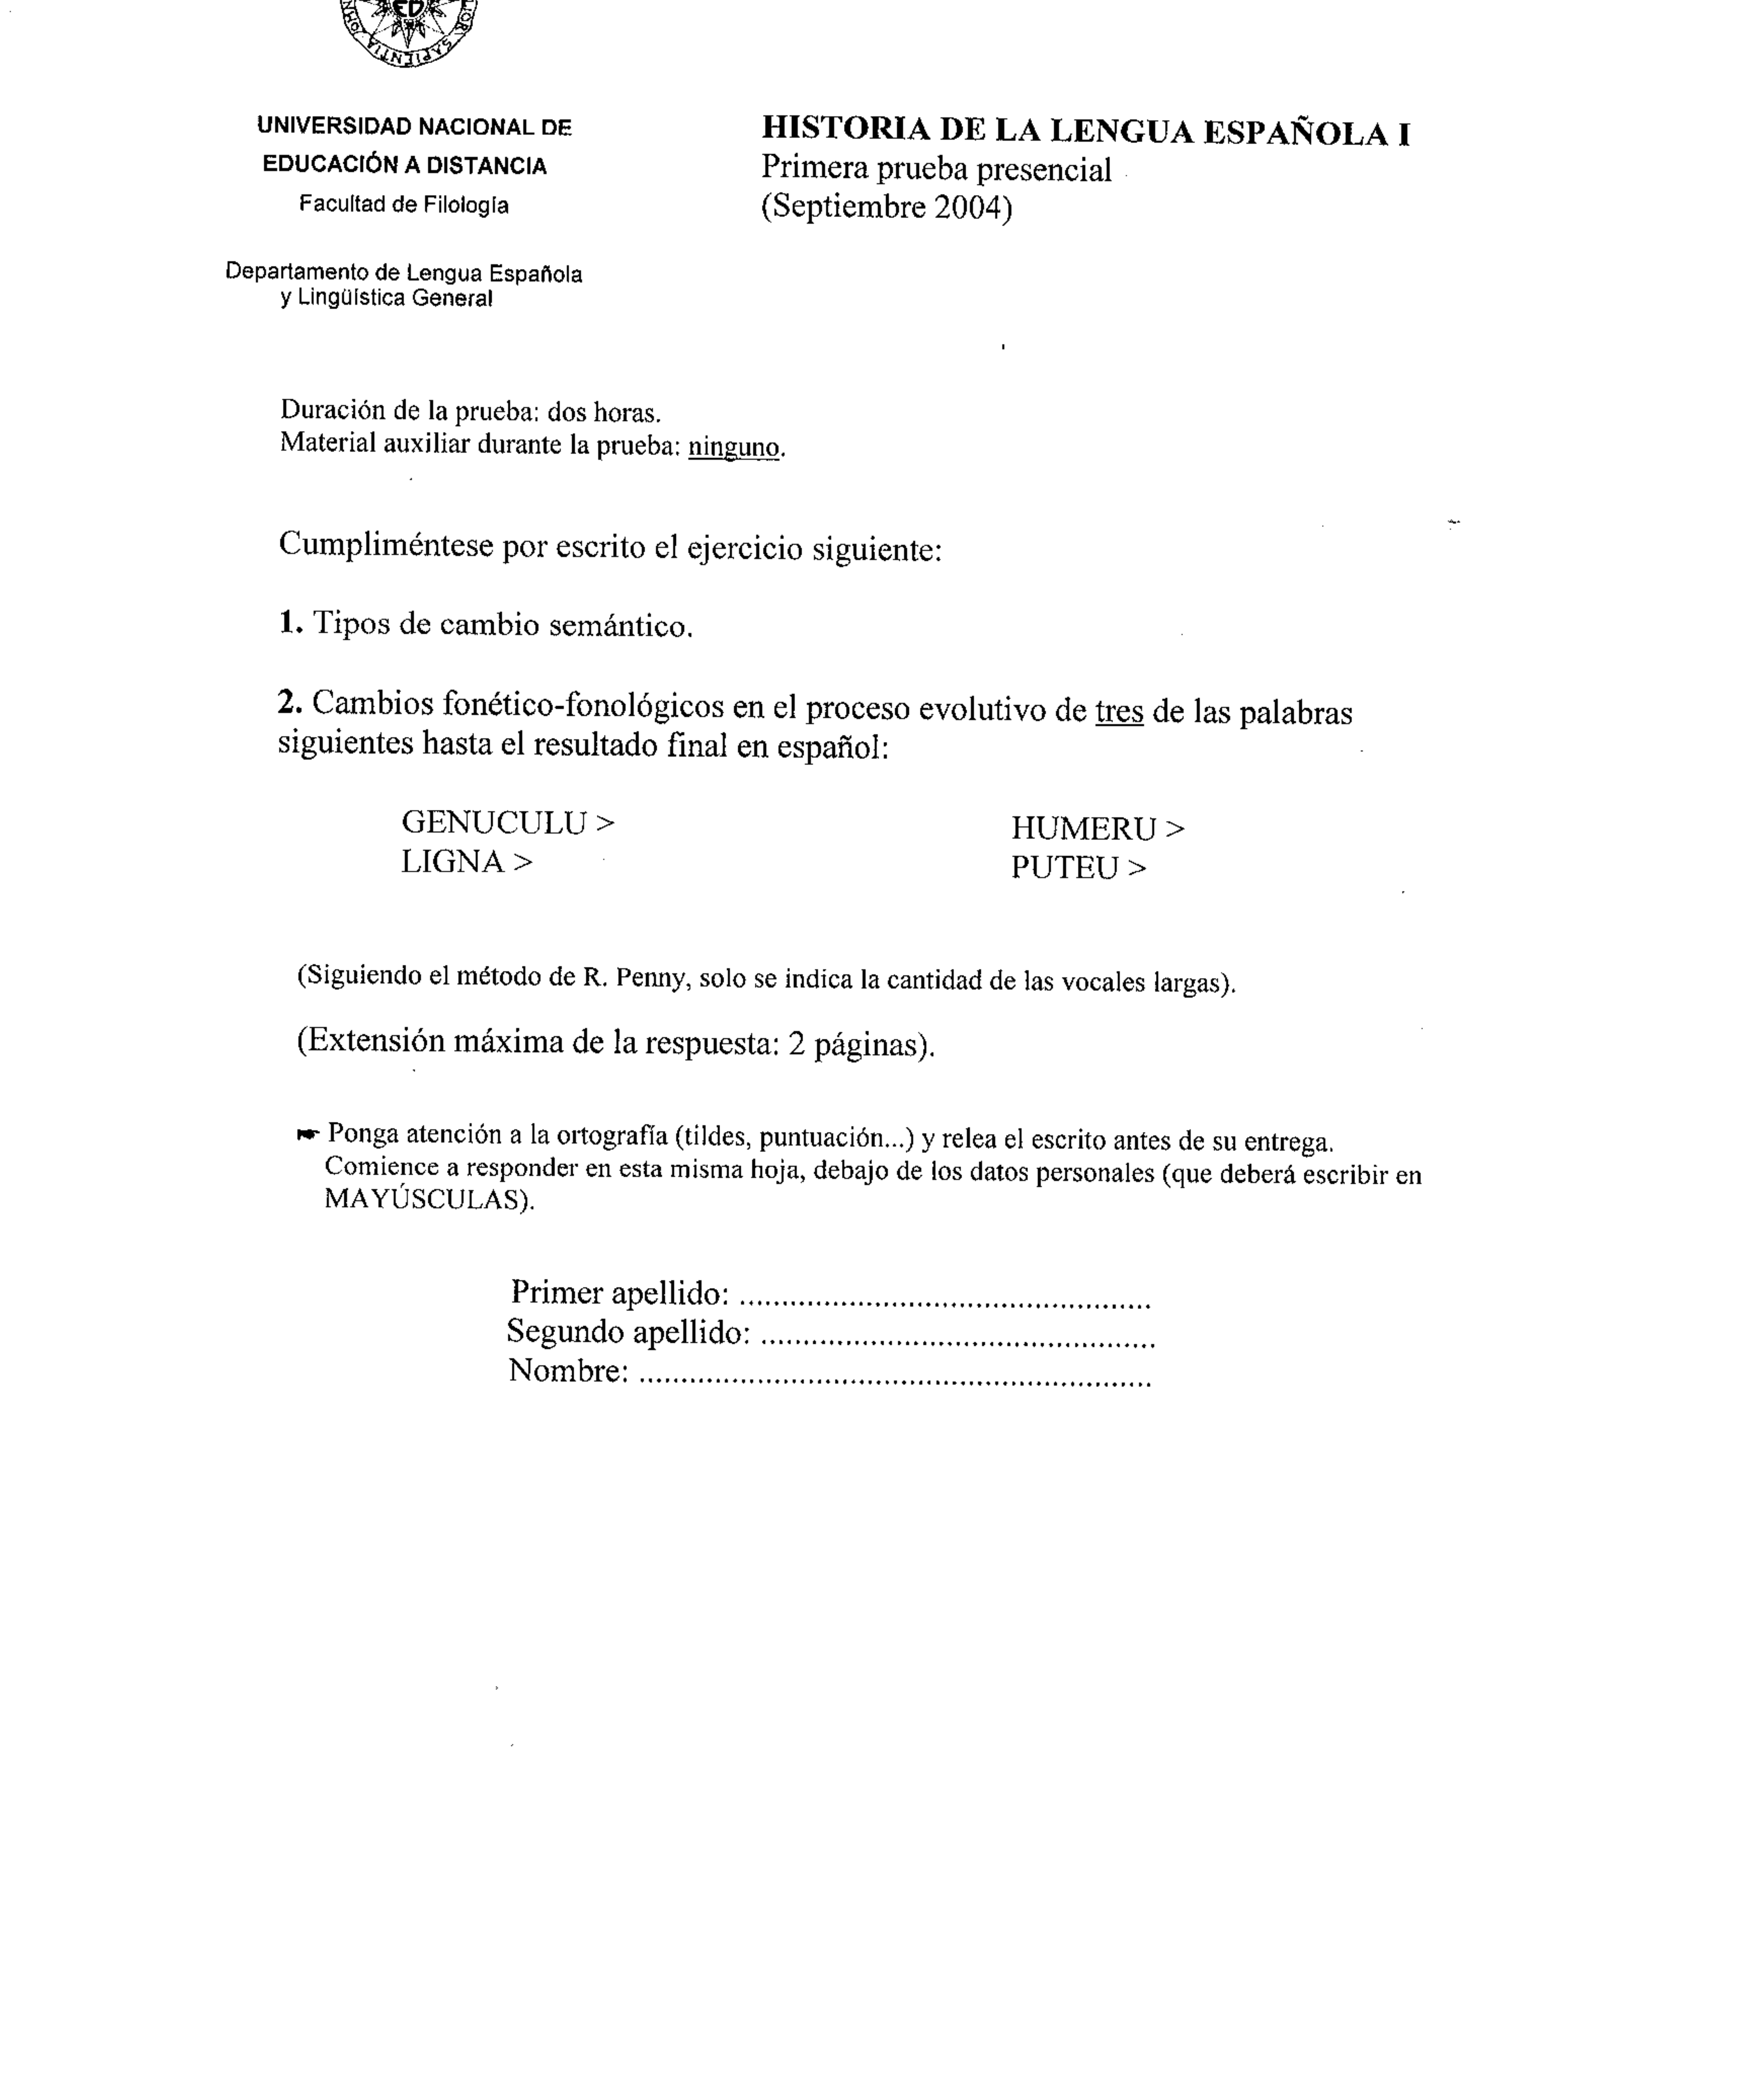 ED
IOR SAPIENTIA
UNIVERSIDAD NACIONAL DE
EDUCACIÓN A DISTANCIA
Facultad de Filología
Departamento de Lengua Española
y Lingüística General
HISTORIA DE LA LENGUA ESPAÑOLA I
Primera prueba presencial
(Septiembre 2004)
Duración de la prueba: dos horas.
Material auxiliar durante la prueba: ninguno.
Cumpliméntese por escrito el ejercicio siguiente:
1. Tipos de cambio semántico.
2. Cambios fonético-fonológicos en el proceso evolutivo de tres de las palabras
siguientes hasta el resultado final en español:
GENUCULU > HUMERU >
LIGNA > PUTEU >
(Siguiendo el método de R. Penny, solo se indica la cantidad de las vocales largas).
(Extensión máxima de la respuesta: 2 páginas).
☛ Ponga atención a la ortografía (tildes, puntuación...) y relea el escrito antes de su entrega.
Comience a responder en esta misma hoja, debajo de los datos personales (que deberá escribir en
MAYÚSCULAS).
Primer apellido: ................................................
Segundo apellido: ..............................................
Nombre: ............................................................